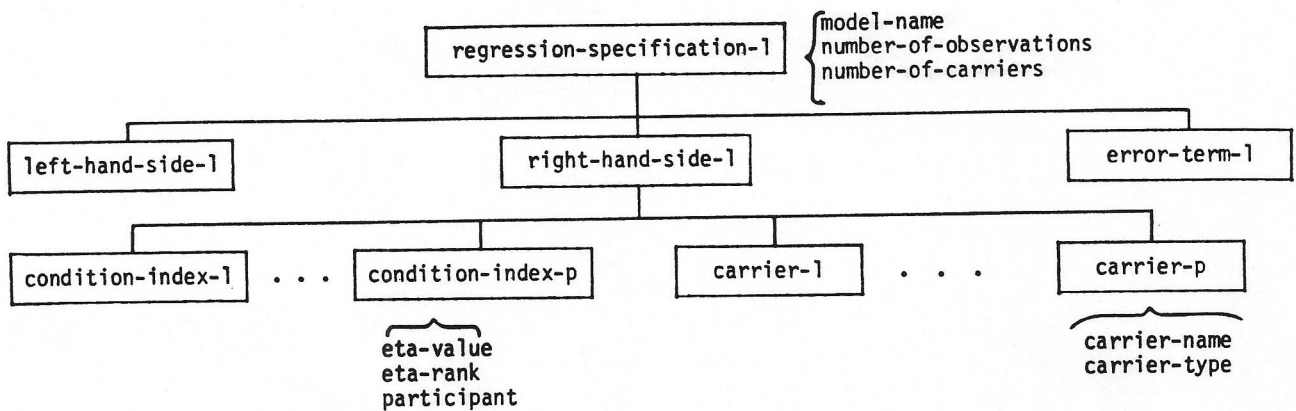 regression-specification-1
model-name
number-of-observations
number-of-carriers
left-hand-side-1
right-hand-side-1
error-term-1
condition-index-1 . . . condition-index-p
carrier-1 . . . carrier-p
eta-value
eta-rank
participant
carrier-name
carrier-type